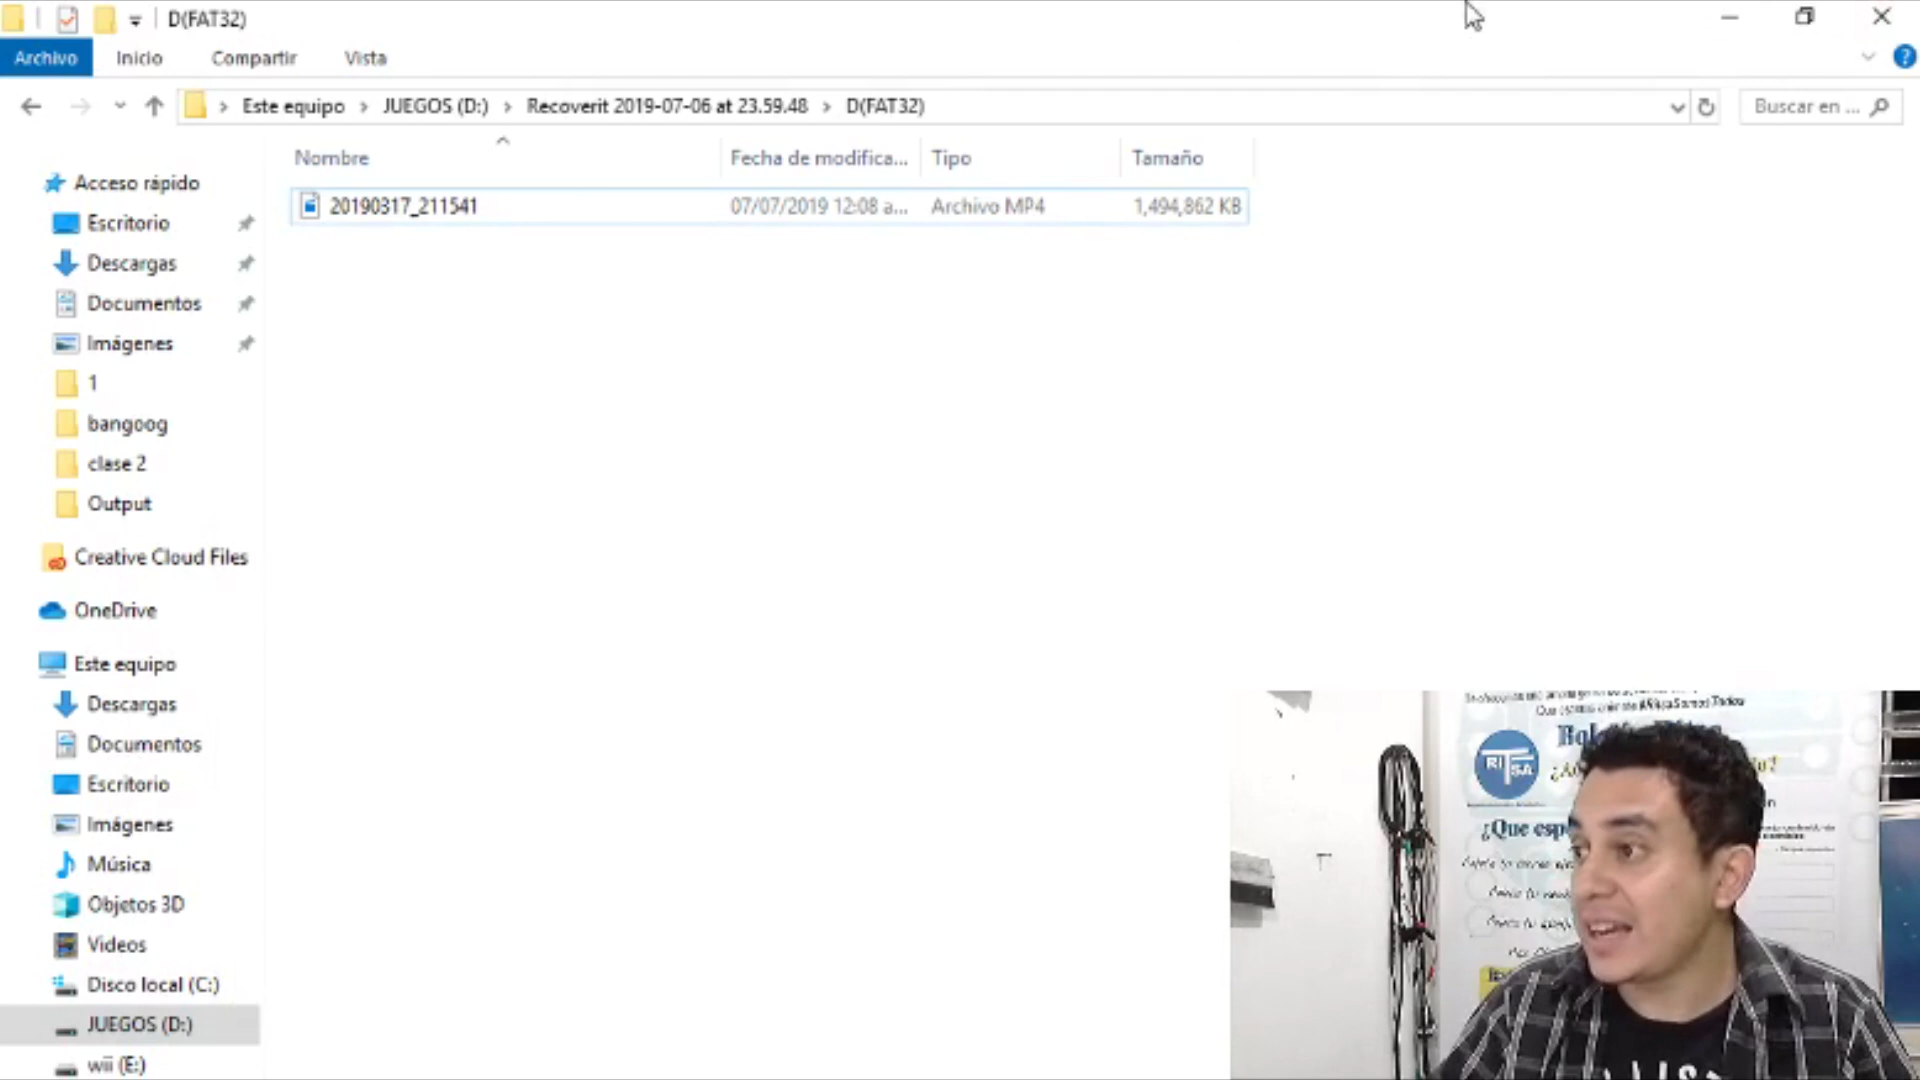 D(FAT32)
Archivo Inicio Compartir Vista
Este equipo JUEGOS (D:) Recoverit 2019-07-06 at 23.59.48 D(FAT32)
Buscar en ...
Nombre Fecha de modifica... Tipo Tamaño
20190317_211541 07/07/2019 12:08 a... Archivo MP4 1,494,862 KB
Acceso rápido
Escritorio
Descargas
Documentos
Imágenes
1
bangoog
clase 2
Output
Creative Cloud Files
OneDrive
Este equipo
Descargas
Documentos
Escritorio
Imágenes
Música
Objetos 3D
Videos
Disco local (C:)
JUEGOS (D:)
wii (E:)
#RitsaSomosTodos
RITSA
¿Que